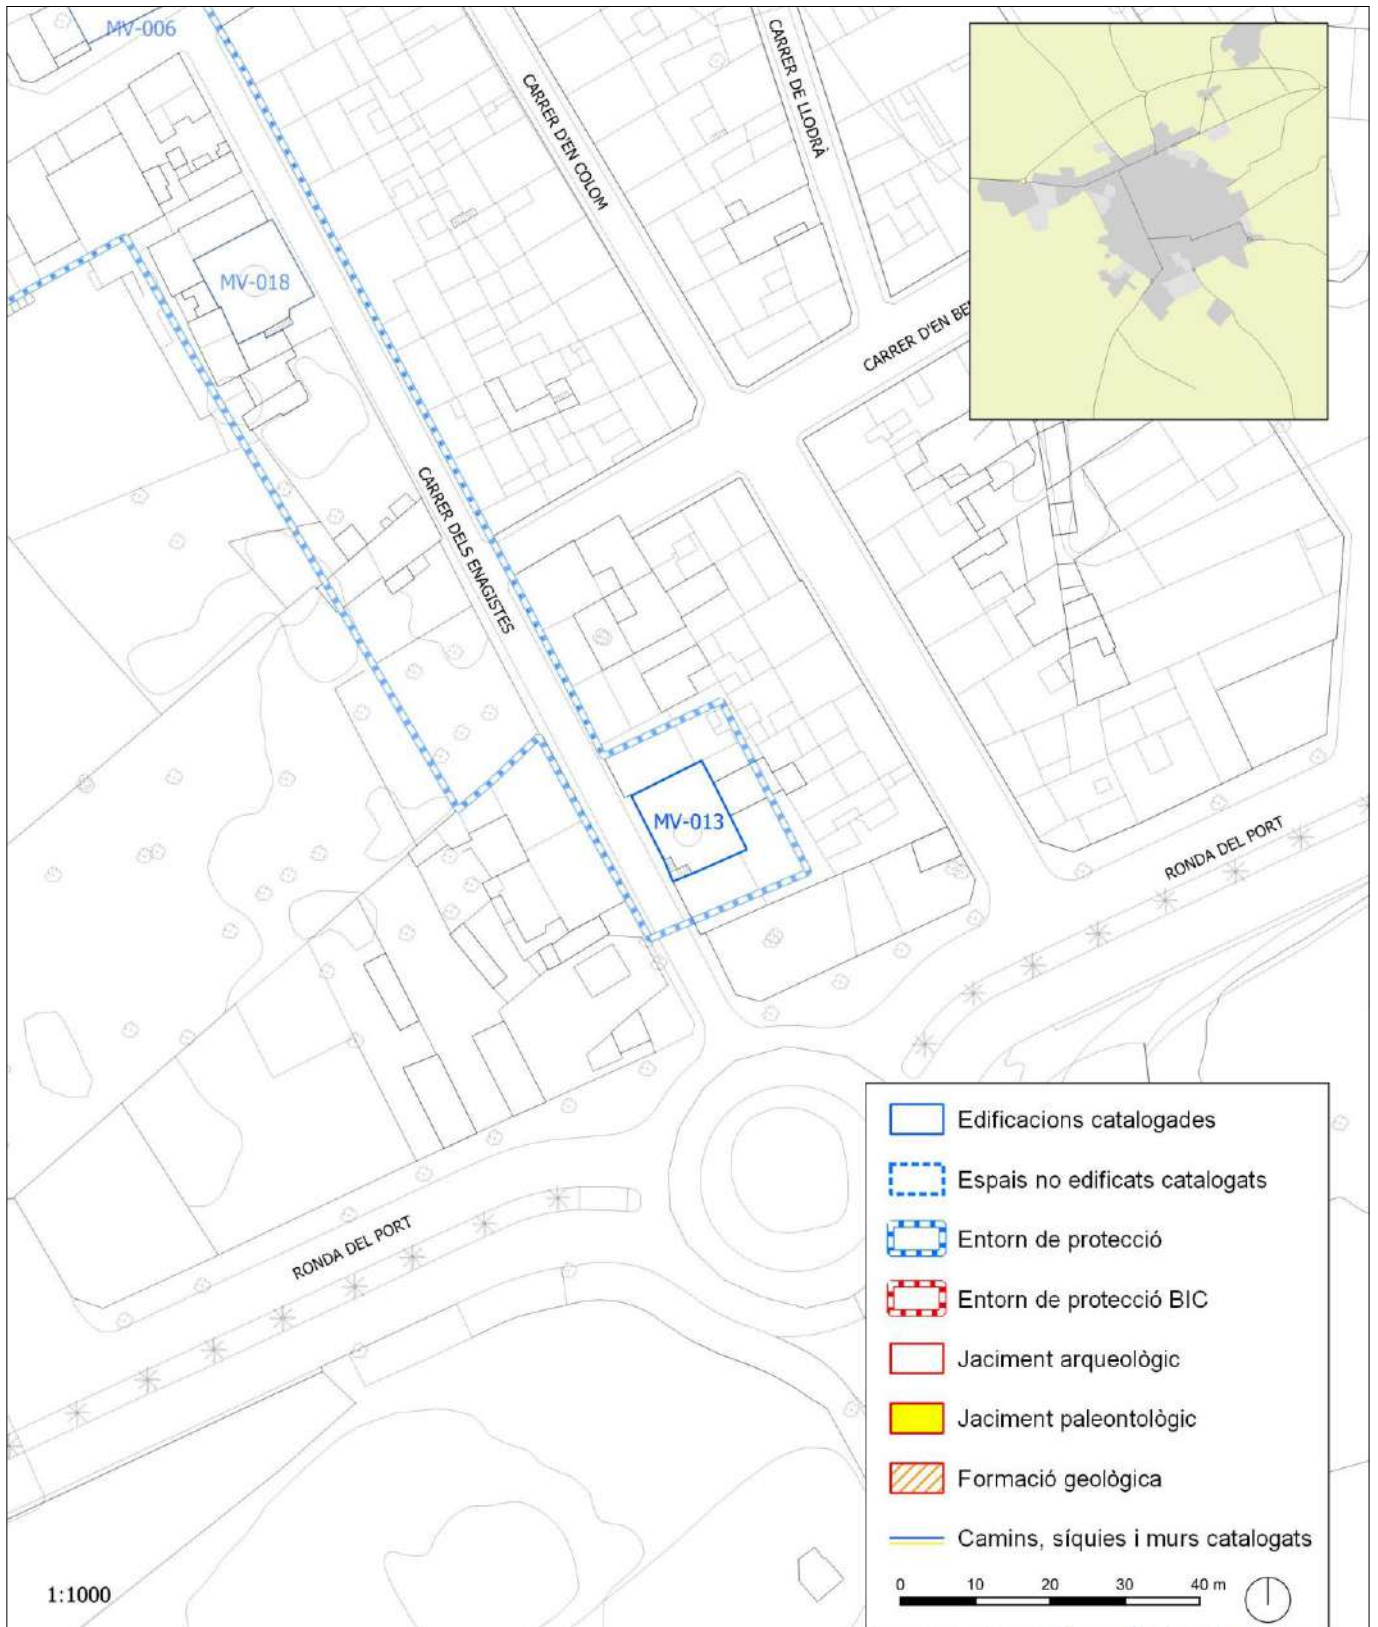 MV-006
CARRER D'EN COLOM
CARRER DE LLODRÀ
MV-018
CARRER D'EN BE
CARRER DELS ENAGISTES
MV-013
RONDA DEL PORT
RONDA DEL PORT
Edificacions catalogades
Espais no edificats catalogats
Entorn de protecció
Entorn de protecció BIC
Jaciment arqueològic
Jaciment paleontològic
Formació geològica
Camins, síquies i murs catalogats
0 10 20 30 40 m
1:1000